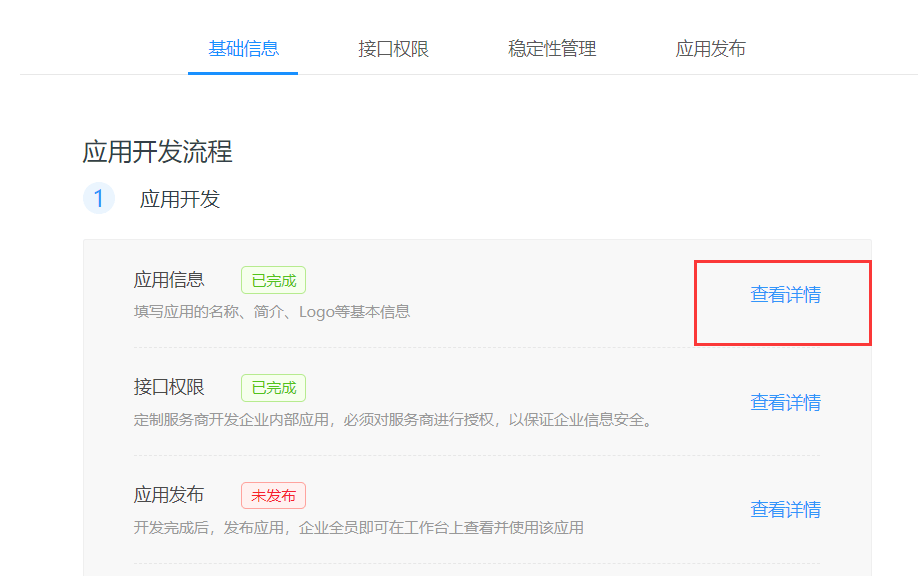 基础信息 接口权限 稳定性管理 应用发布
应用开发流程
1 应用开发
应用信息 已完成
查看详情
填写应用的名称、简介、Logo等基本信息
接口权限 已完成
查看详情
定制服务商开发企业内部应用，必须对服务商进行授权，以保证企业信息安全。
应用发布 未发布
查看详情
开发完成后，发布应用，企业全员即可在工作台上查看并使用该应用